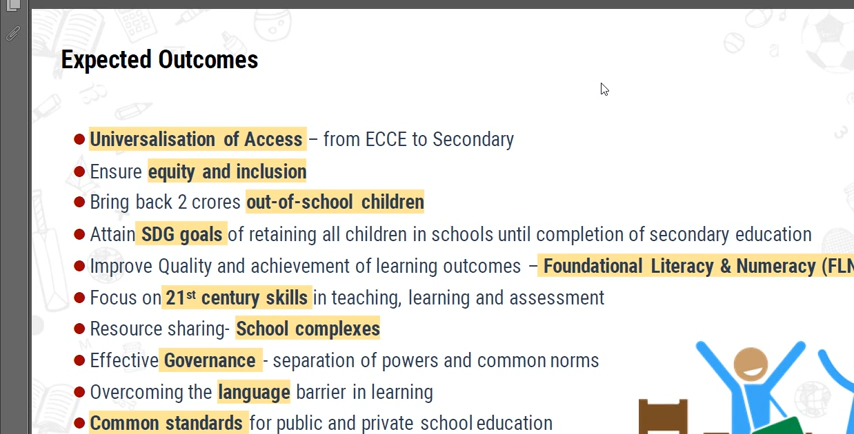 Expected Outcomes
Universalisation of Access – from ECCE to Secondary
Ensure equity and inclusion
Bring back 2 crores out-of-school children
Attain SDG goals of retaining all children in schools until completion of secondary education
Improve Quality and achievement of learning outcomes – Foundational Literacy & Numeracy (FLN
Focus on 21st century skills in teaching, learning and assessment
Resource sharing- School complexes
Effective Governance - separation of powers and common norms
Overcoming the language barrier in learning
Common standards for public and private school education